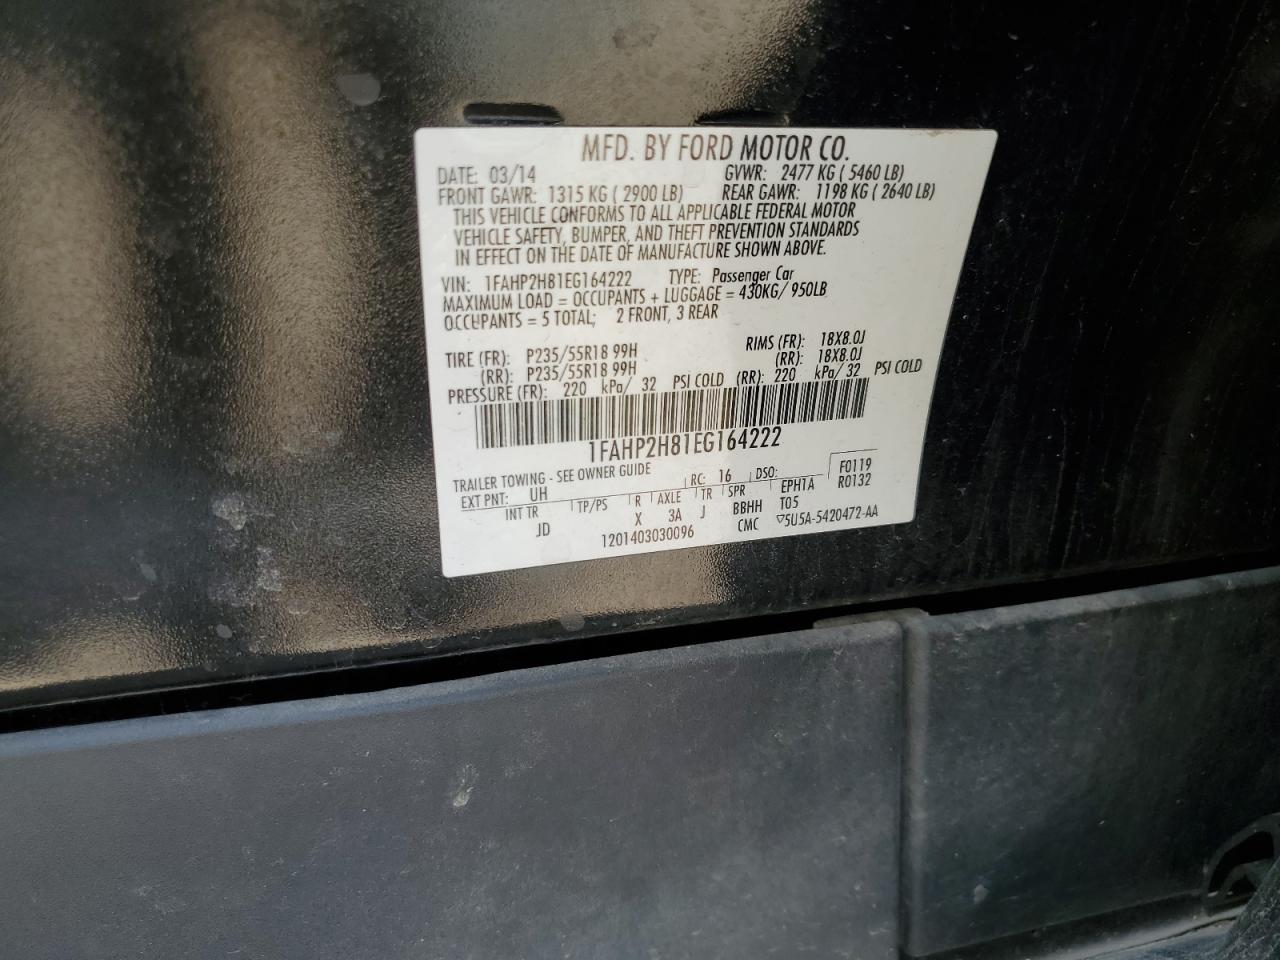 MFD. BY FORD MOTOR CO.
DATE: 03/14 GVWR: 2477 KG ( 5460 LB)
FRONT GAWR: 1315 KG ( 2900 LB) REAR GAWR: 1198 KG ( 2640 LB)
THIS VEHICLE CONFORMS TO ALL APPLICABLE FEDERAL MOTOR
VEHICLE SAFETY, BUMPER, AND THEFT PREVENTION STANDARDS
IN EFFECT ON THE DATE OF MANUFACTURE SHOWN ABOVE.
VIN: 1FAHP2H81EG164222 TYPE: Passenger Car
MAXIMUM LOAD = OCCUPANTS + LUGGAGE = 430KG/ 950LB
OCCUPANTS = 5 TOTAL; 2 FRONT, 3 REAR
TIRE (FR): P235/55R18 99H RIMS (FR): 18X8.0J
(RR): P235/55R18 99H (RR): 18X8.0J
PRESSURE (FR): 220 kPa/ 32 PSI COLD (RR): 220 kPa/ 32 PSI COLD
1FAHP2H81EG164222
TRAILER TOWING - SEE OWNER GUIDE
EXT PNT: UH RC: 16 DSO: F0119
INT TR TP/PS R AXLE TR SPR EPH1A R0132
JD X 3A J BBHH T05
1201403030096 CMC ▽5U5A-5420472-AA